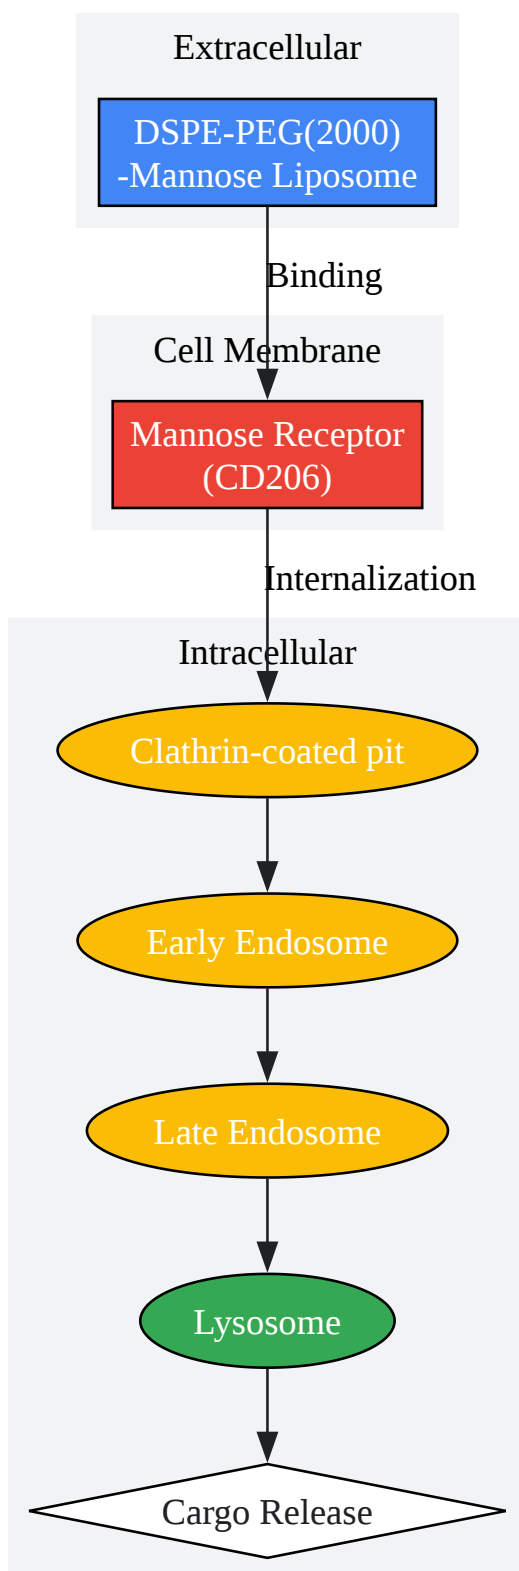 Extracellular
DSPE-PEG(2000)
-Mannose Liposome
Binding
Cell Membrane
Mannose Receptor
(CD206)
Internalization
Intracellular
Clathrin-coated pit
Early Endosome
Late Endosome
Lysosome
Cargo Release